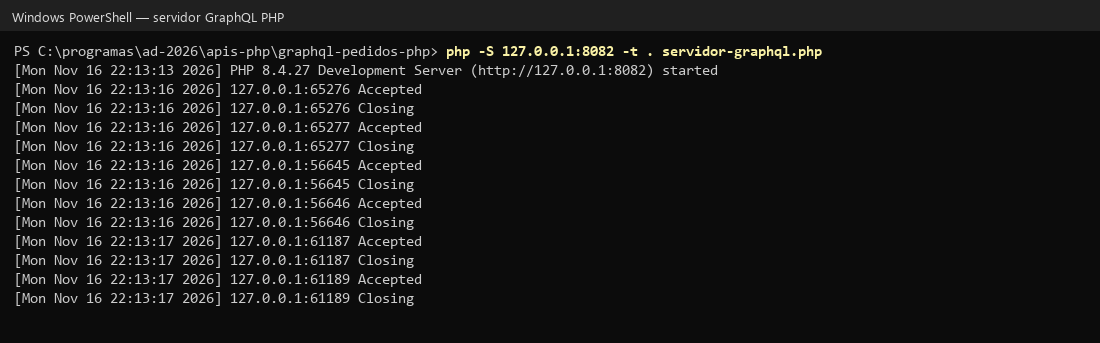 Windows PowerShell — servidor GraphQL PHP
PS C:\programas\ad-2026\apis-php\graphql-pedidos-php> php -S 127.0.0.1:8082 -t . servidor-graphql.php
[Mon Nov 16 22:13:13 2026] PHP 8.4.27 Development Server (http://127.0.0.1:8082) started
[Mon Nov 16 22:13:16 2026] 127.0.0.1:65276 Accepted
[Mon Nov 16 22:13:16 2026] 127.0.0.1:65276 Closing
[Mon Nov 16 22:13:16 2026] 127.0.0.1:65277 Accepted
[Mon Nov 16 22:13:16 2026] 127.0.0.1:65277 Closing
[Mon Nov 16 22:13:16 2026] 127.0.0.1:56645 Accepted
[Mon Nov 16 22:13:16 2026] 127.0.0.1:56645 Closing
[Mon Nov 16 22:13:16 2026] 127.0.0.1:56646 Accepted
[Mon Nov 16 22:13:16 2026] 127.0.0.1:56646 Closing
[Mon Nov 16 22:13:17 2026] 127.0.0.1:61187 Accepted
[Mon Nov 16 22:13:17 2026] 127.0.0.1:61187 Closing
[Mon Nov 16 22:13:17 2026] 127.0.0.1:61189 Accepted
[Mon Nov 16 22:13:17 2026] 127.0.0.1:61189 Closing